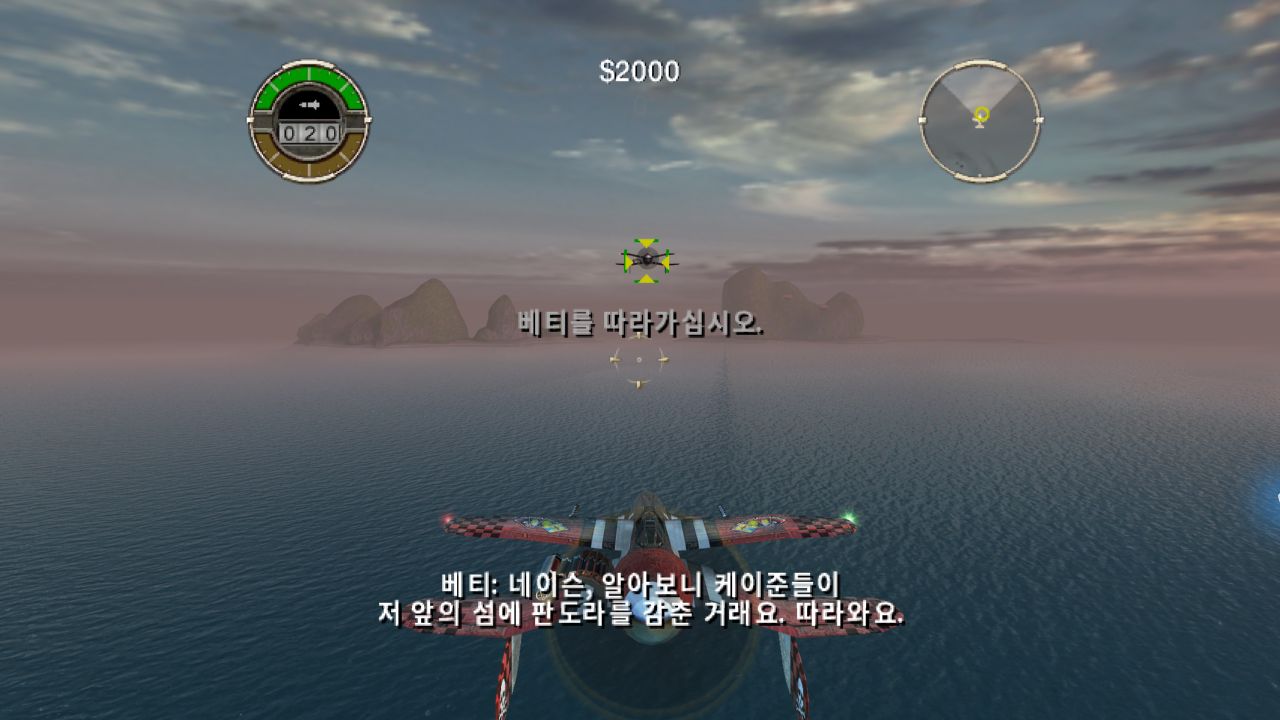 $2000
020
베티를 따라가십시오.
베티: 네이슨, 알아보니 케이준들이
저 앞의 섬에 판도라를 감춘 거래요. 따라와요.